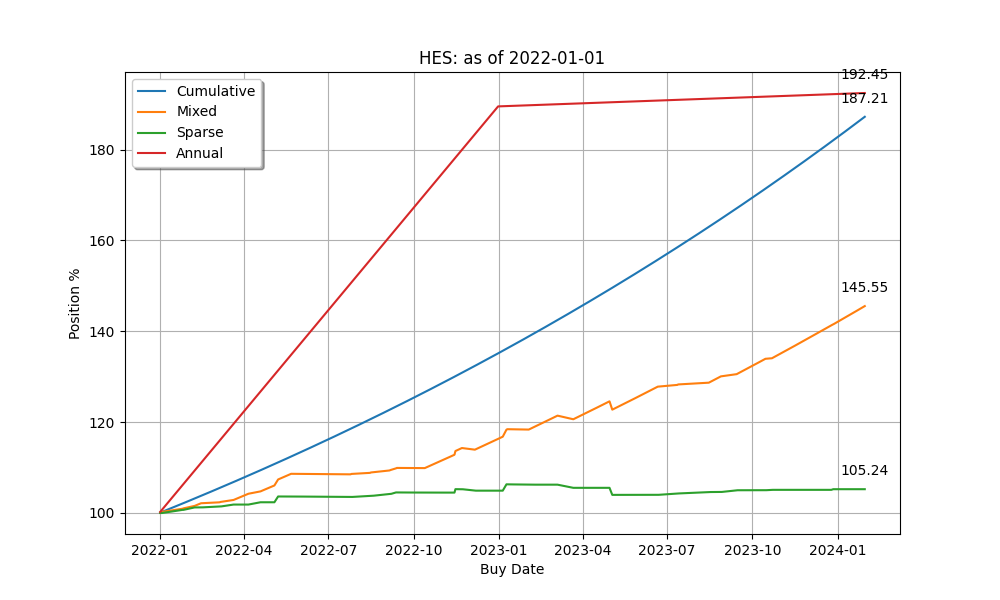 HES: as of 2022-01-01
192.45
187.21
Cumulative
Mixed
Sparse
Annual
180
160
145.55
140
120
105.24
100
Position %
2022-01 2022-04 2022-07 2022-10 2023-01 2023-04 2023-07 2023-10 2024-01
Buy Date